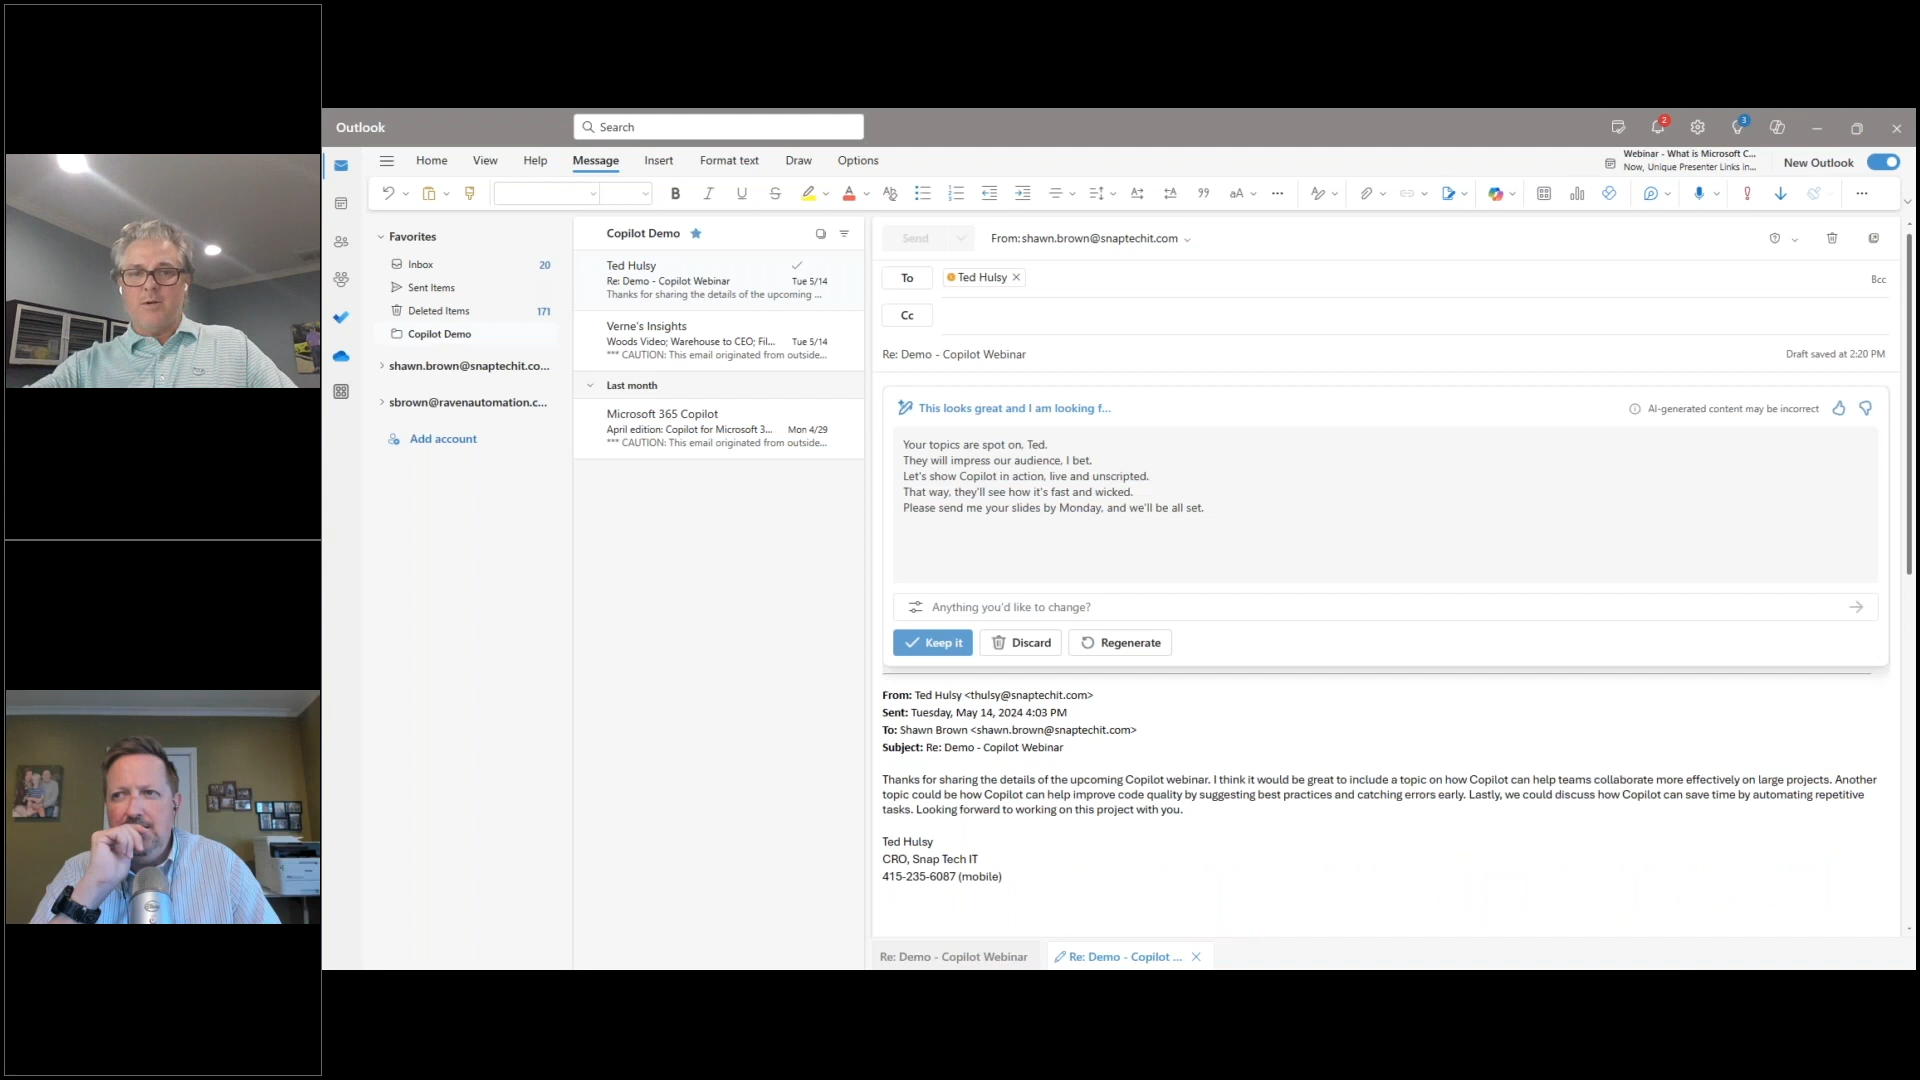 Outlook
Search
2
3
Home
View
Help
Message
Insert
Format text
Draw
Options
Webinar - What is Microsoft C...
Now, Unique Presenter Links in...
New Outlook
Favorites
Inbox 20
Sent Items
Deleted Items 171
Copilot Demo
shawn.brown@snaptechit.co...
sbrown@ravenautomation.c...
Add account
Copilot Demo
Ted Hulsy
Re: Demo - Copilot Webinar Tue 5/14
Thanks for sharing the details of the upcoming ...
Verne's Insights
Woods Video; Warehouse to CEO; Fil... Tue 5/14
*** CAUTION: This email originated from outside...
Last month
Microsoft 365 Copilot
April edition: Copilot for Microsoft 3... Mon 4/29
*** CAUTION: This email originated from outside...
Send
From: shawn.brown@snaptechit.com
To
Ted Hulsy
Bcc
Cc
Re: Demo - Copilot Webinar
Draft saved at 2:20 PM
This looks great and I am looking f...
AI-generated content may be incorrect
Your topics are spot on, Ted.
They will impress our audience, I bet.
Let's show Copilot in action, live and unscripted.
That way, they'll see how it's fast and wicked.
Please send me your slides by Monday, and we'll be all set.
Anything you'd like to change?
Keep it
Discard
Regenerate
From: Ted Hulsy <thulsy@snaptechit.com>
Sent: Tuesday, May 14, 2024 4:03 PM
To: Shawn Brown <shawn.brown@snaptechit.com>
Subject: Re: Demo - Copilot Webinar
Thanks for sharing the details of the upcoming Copilot webinar. I think it would be great to include a topic on how Copilot can help teams collaborate more effectively on large projects. Another
topic could be how Copilot can help improve code quality by suggesting best practices and catching errors early. Lastly, we could discuss how Copilot can save time by automating repetitive
tasks. Looking forward to working on this project with you.
Ted Hulsy
CRO, Snap Tech IT
415-235-6087 (mobile)
Re: Demo - Copilot Webinar
Re: Demo - Copilot ...